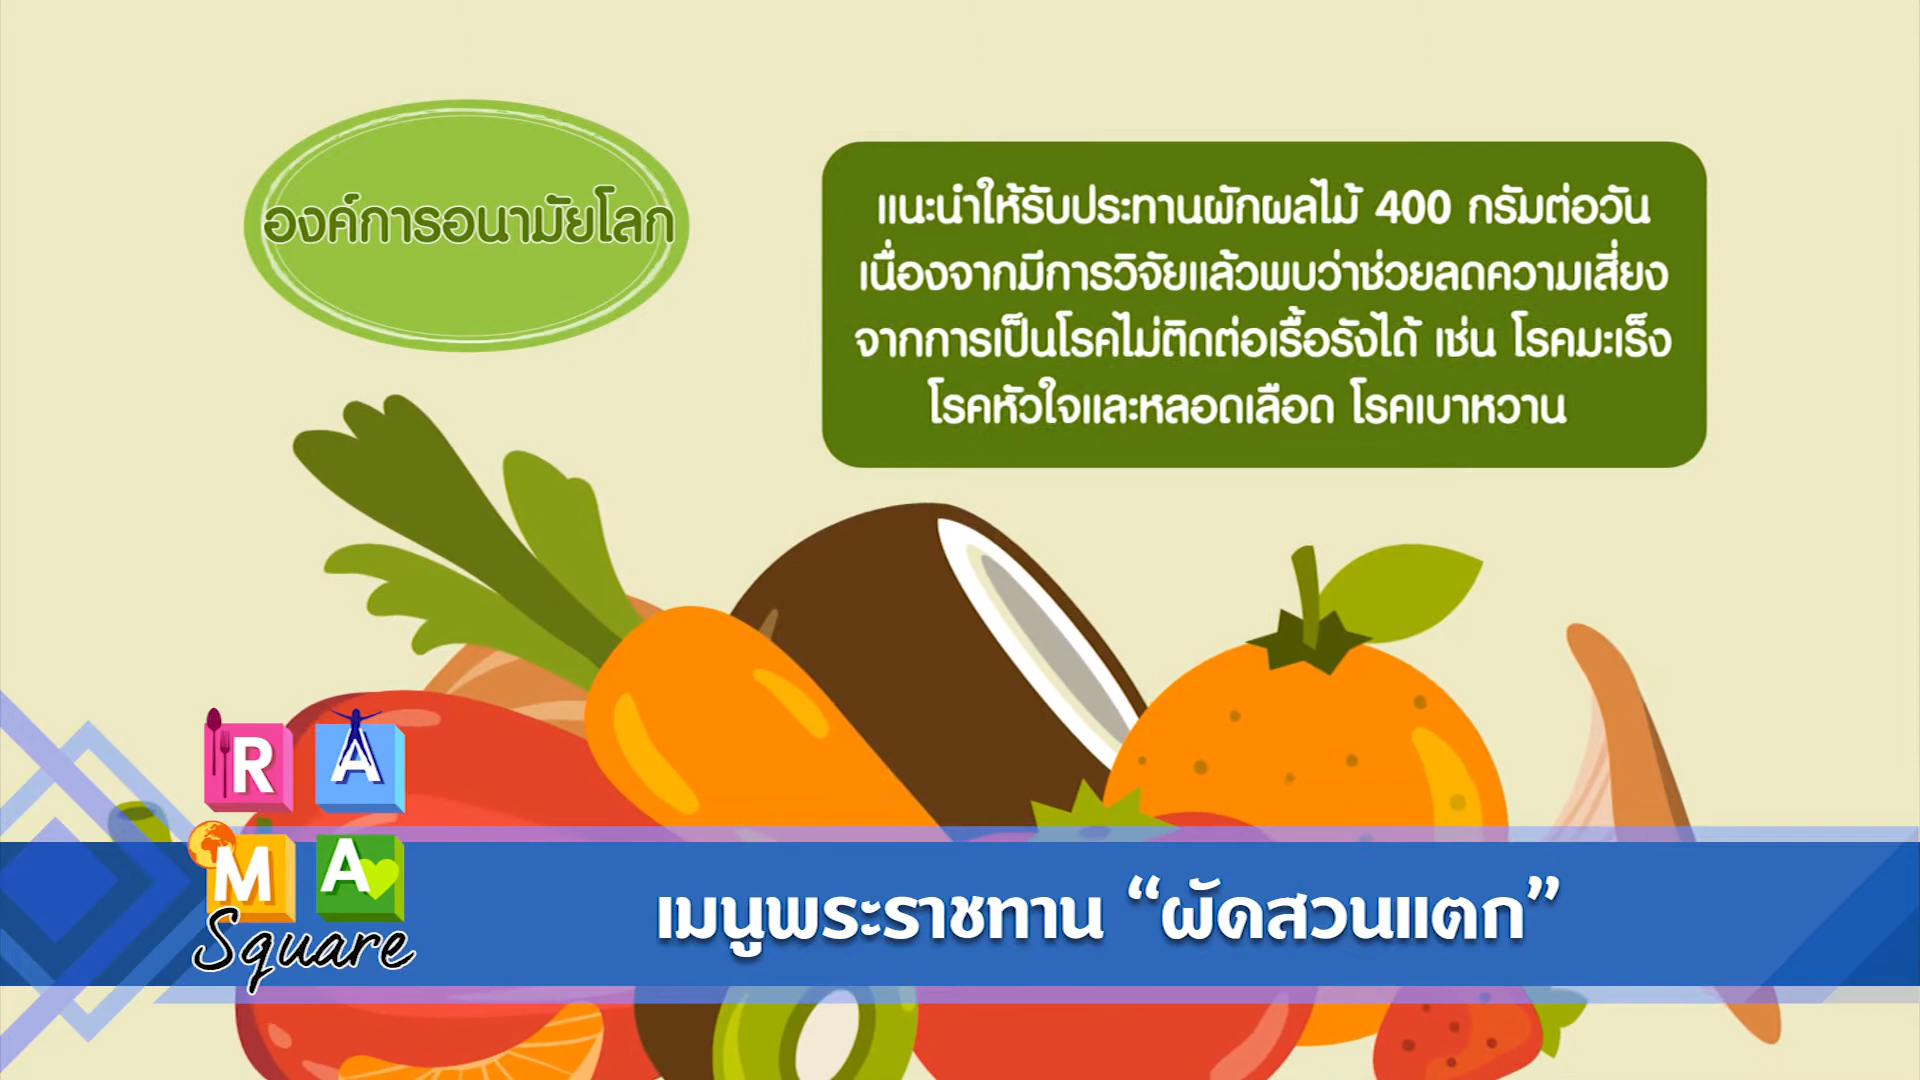 องค์การอนามัยโลก
แนะนำให้รับประทานผักผลไม้ 400 กรัมต่อวัน
เนื่องจากมีการวิจัยแล้วพบว่าช่วยลดความเสี่ยง
จากการเป็นโรคไม่ติดต่อเรื้อรังได้ เช่น โรคมะเร็ง
โรคหัวใจและหลอดเลือด โรคเบาหวาน
RA
MA
Square
เมนูพระราชทาน “ผัดสวนแตก”